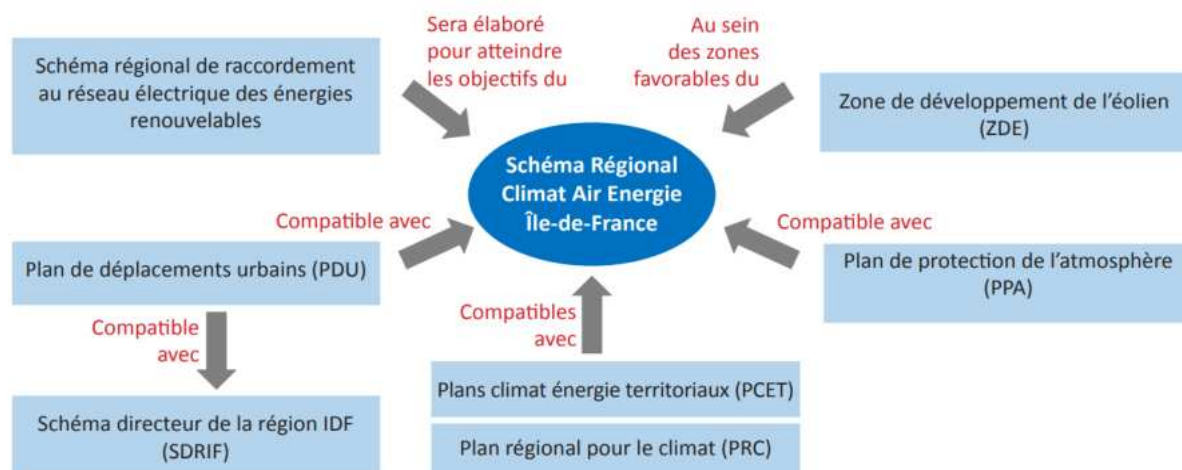 Schéma régional de raccordement
au réseau électrique des énergies
renouvelables
Sera élaboré
pour atteindre
les objectifs du
Au sein
des zones
favorables du
Zone de développement de l'éolien
(ZDE)
Schéma Régional
Climat Air Energie
Île-de-France
Compatible avec
Compatible avec
Plan de déplacements urbains (PDU)
Plan de protection de l'atmosphère
(PPA)
Compatible
avec
Compatibles
avec
Schéma directeur de la région IDF
(SDRIF)
Plans climat énergie territoriaux (PCET)
Plan régional pour le climat (PRC)